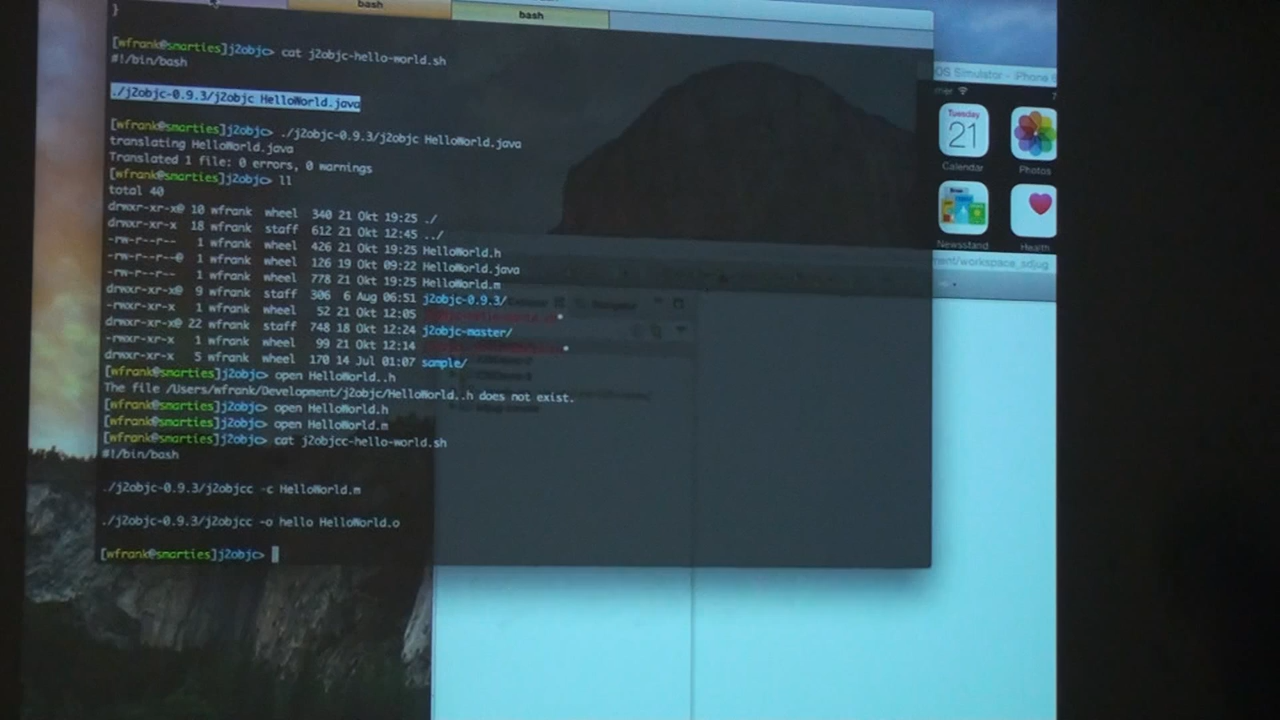 bash
bash
}
[wfrank@smarties]j2objc> cat j2objc-hello-world.sh
#!/bin/bash
./j2objc-0.9.3/j2objc HelloWorld.java
[wfrank@smarties]j2objc> ./j2objc-0.9.3/j2objc HelloWorld.java
translating HelloWorld.java
Translated 1 file: 0 errors, 0 warnings
[wfrank@smarties]j2objc> ll
total 40
drwxr-xr-x@ 10 wfrank wheel 340 21 Okt 19:25 ./
drwxr-xr-x 18 wfrank staff 612 21 Okt 12:45 ../
-rw-r--r-- 1 wfrank wheel 426 21 Okt 19:25 HelloWorld.h
-rw-r--r--@ 1 wfrank wheel 126 19 Okt 09:22 HelloWorld.java
-rw-r--r-- 1 wfrank wheel 778 21 Okt 19:25 HelloWorld.m
drwxr-xr-x@ 9 wfrank staff 306 6 Aug 06:51 j2objc-0.9.3/
-rwxr-xr-x 1 wfrank wheel 52 21 Okt 12:05
drwxr-xr-x@ 22 wfrank staff 748 18 Okt 12:24 j2objc-master/
-rwxr-xr-x 1 wfrank wheel 99 21 Okt 12:14
drwxr-xr-x 5 wfrank wheel 170 14 Jul 01:07 sample/
[wfrank@smarties]j2objc> open HelloWorld..h
The file /Users/wfrank/Development/j2objc/HelloWorld..h does not exist.
[wfrank@smarties]j2objc> open HelloWorld.h
[wfrank@smarties]j2objc> open HelloWorld.m
[wfrank@smarties]j2objc> cat j2objcc-hello-world.sh
#!/bin/bash
./j2objc-0.9.3/j2objcc -c HelloWorld.m
./j2objc-0.9.3/j2objcc -o hello HelloWorld.o
[wfrank@smarties]j2objc>
OS Simulator - iPhone
Tuesday
21
Calendar
Photos
Newsstand
Health
ment/workspace_sdjug